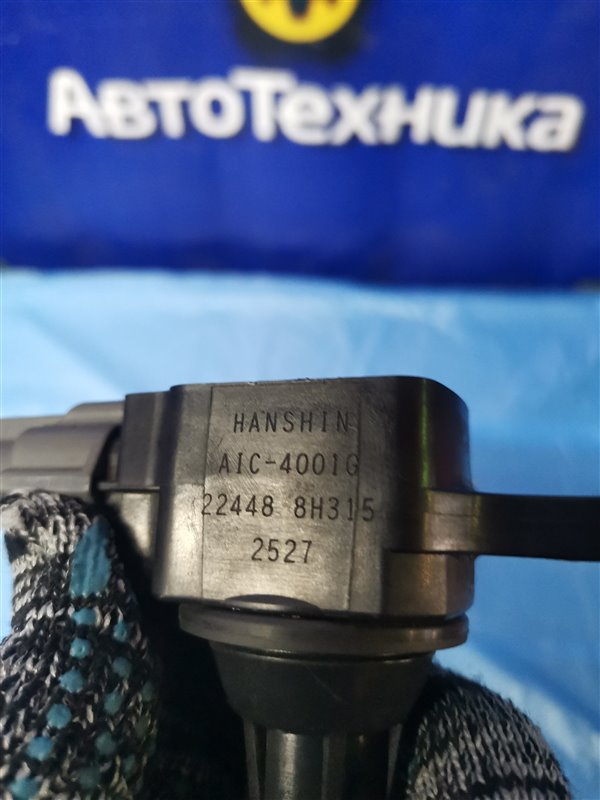 АвтоТехника
HANSHIN
AIC-4001G
22448 8H315
2527